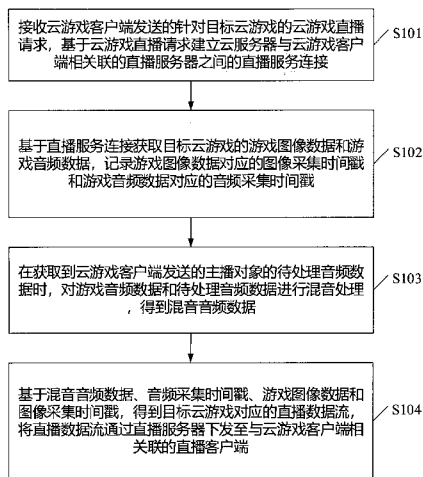 接收云游戏客户端发送的针对目标云游戏的云游戏直播
请求，基于云游戏直播请求建立云服务器与云游戏客户
端相关联的直播服务器之间的直播服务连接
S101
基于直播服务连接获取目标云游戏的游戏图像数据和游
戏音频数据，记录游戏图像数据对应的图像采集时间戳
和游戏音频数据对应的音频采集时间戳
S102
在获取到云游戏客户端发送的主播对象的待处理音频数
据时，对游戏音频数据和待处理音频数据进行混音处理
，得到混音音频数据
S103
基于混音音频数据、音频采集时间戳、游戏图像数据和
图像采集时间戳，得到目标云游戏对应的直播数据流，
将直播数据流通过直播服务器下发至与云游戏客户端相
关联的直播客户端
S104